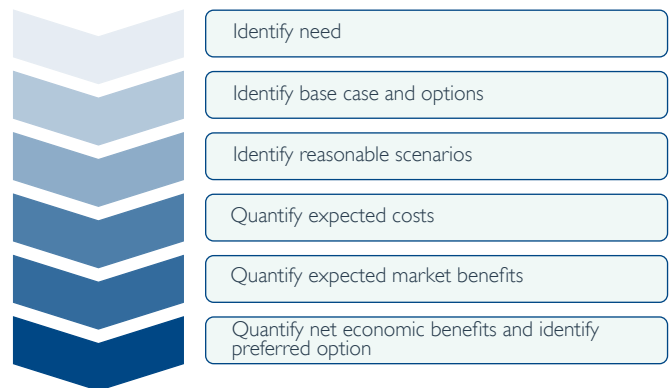 Identify need
Identify base case and options
Identify reasonable scenarios
Quantify expected costs
Quantify expected market benefits
Quantify net economic benefits and identify
preferred option